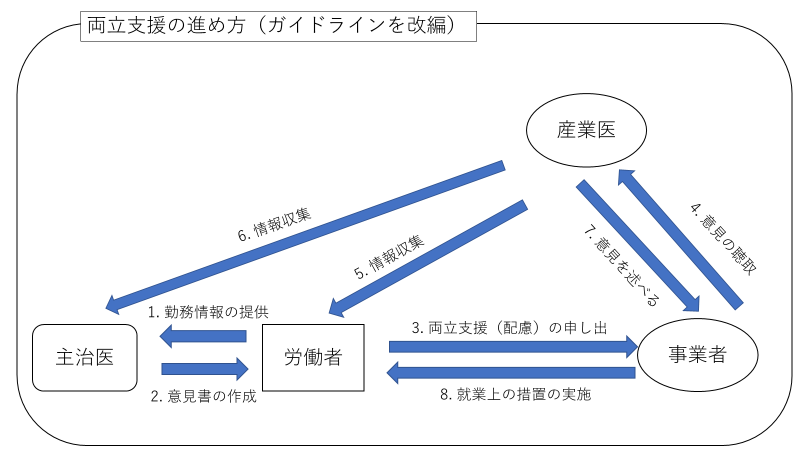 両立支援の進め方（ガイドラインを改編）
産業医
6. 情報収集
5. 情報収集
7. 意見を述べる
4. 意見の聴取
1. 勤務情報の提供
主治医
労働者
3. 両立支援（配慮）の申し出
事業者
2. 意見書の作成
8. 就業上の措置の実施